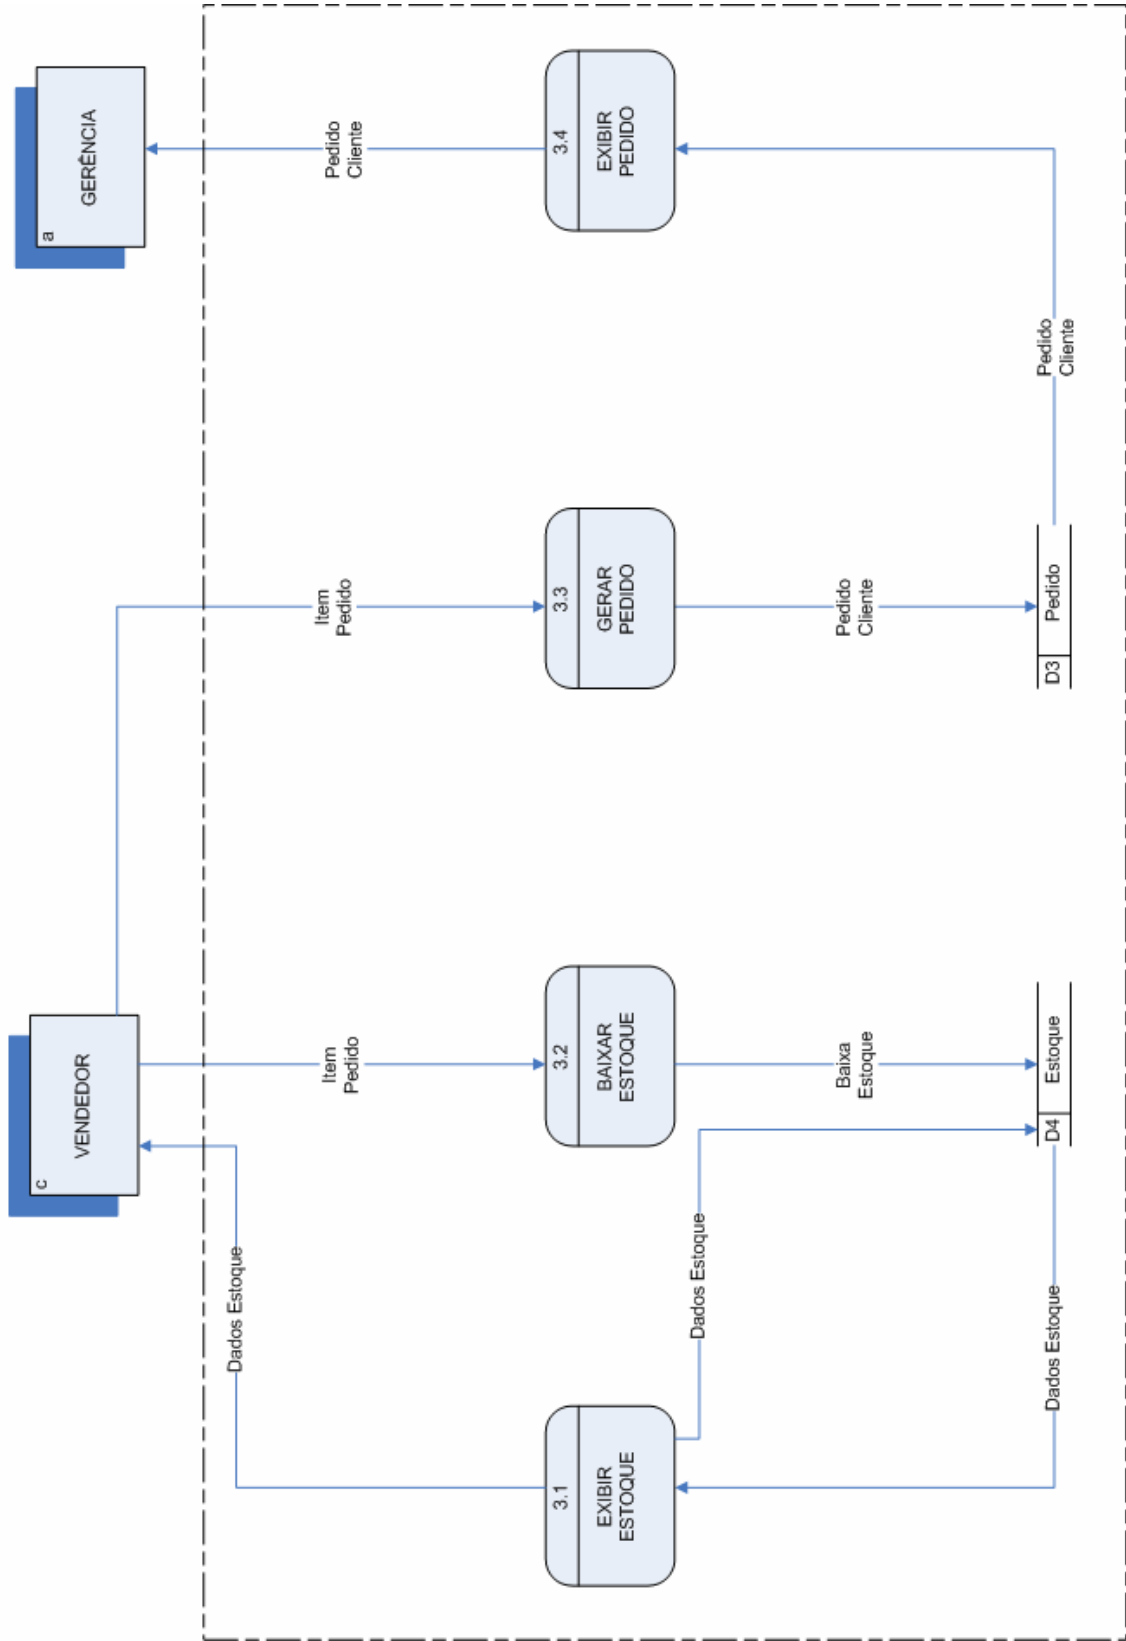 c
VENDEDOR
a
GERÊNCIA
Dados Estoque
Item
Pedido
Item
Pedido
Pedido
Cliente
3.1
EXIBIR
ESTOQUE
3.2
BAIXAR
ESTOQUE
3.3
GERAR
PEDIDO
3.4
EXIBIR
PEDIDO
Dados Estoque
Baixa
Estoque
Pedido
Cliente
Dados Estoque
D4
Estoque
D3
Pedido
Pedido
Cliente